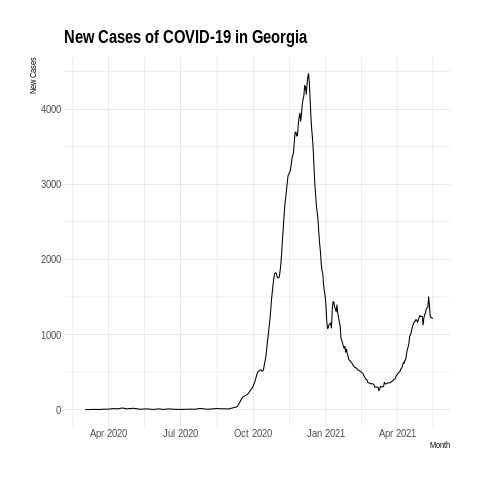 New Cases of COVID-19 in Georgia
New Cases
4000
3000
2000
1000
0
Apr 2020 Jul 2020 Oct 2020 Jan 2021 Apr 2021
Month